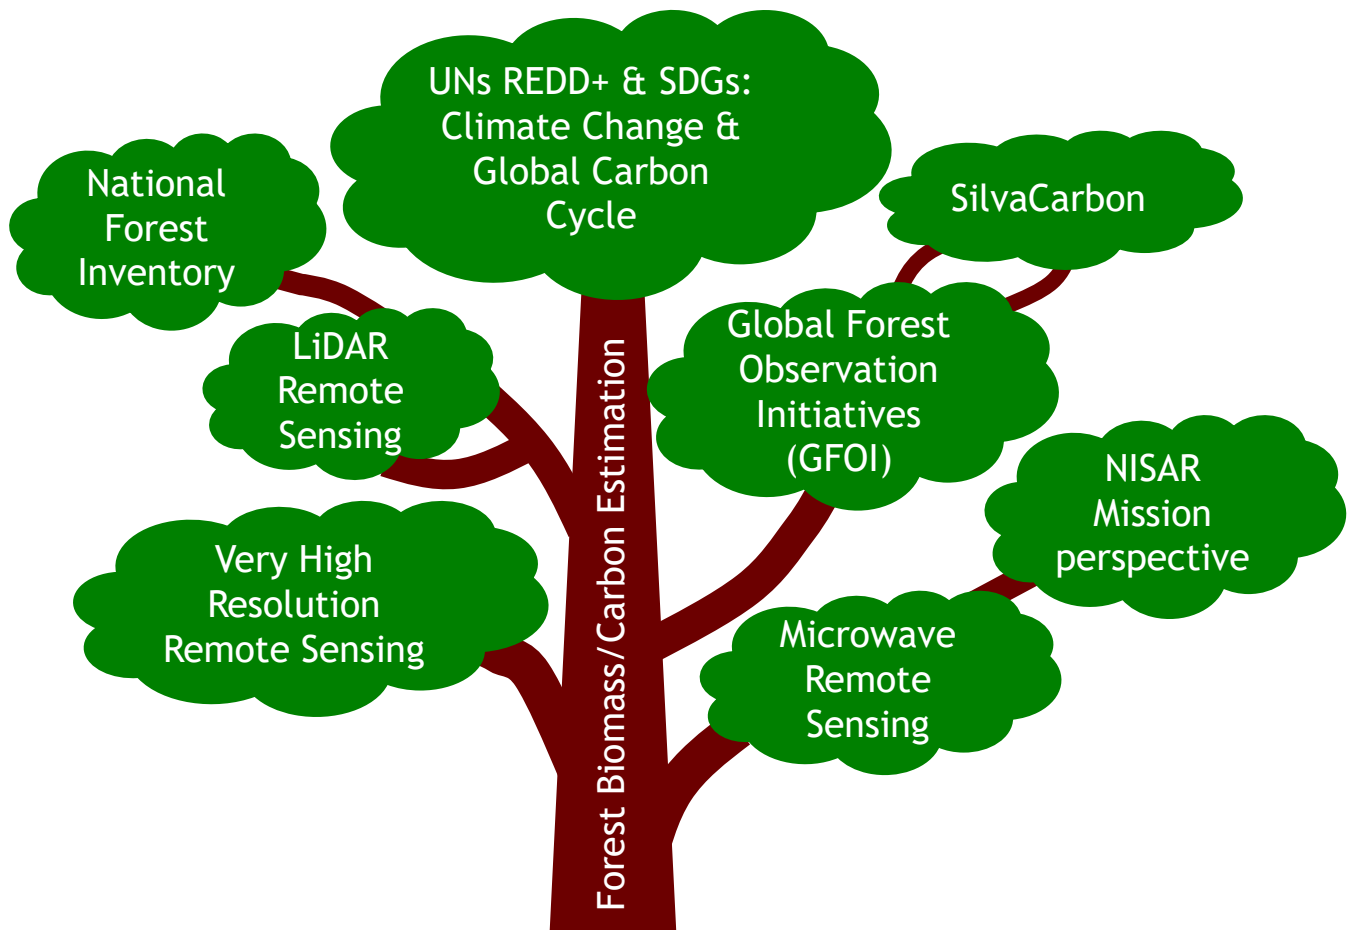 UNs REDD+ & SDGs:
Climate Change &
Global Carbon
Cycle
National
Forest
Inventory
SilvaCarbon
LiDAR
Remote
Sensing
Global Forest
Observation
Initiatives
(GFOI)
NISAR
Mission
perspective
Very High
Resolution
Remote Sensing
Microwave
Remote
Sensing
Forest Biomass/Carbon Estimation